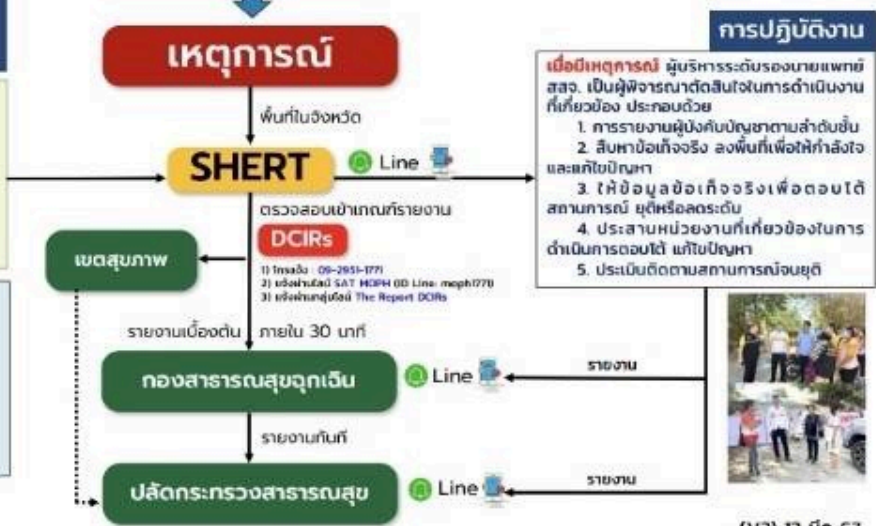 การปฏิบัติงาน
เหตุการณ์
เมื่อมีเหตุการณ์ ผู้บริหารระดับรองนายแพทย์
สสจ. เป็นผู้พิจารณาตัดสินใจในการดำเนินงาน
ที่เกี่ยวข้อง ประกอบด้วย
1. การรายงานผู้บังคับบัญชาตามลำดับชั้น
2. สืบหาข้อเท็จจริง ลงพื้นที่เพื่อให้กำลังใจ
และแก้ไขปัญหา
3. ให้ข้อมูลข้อเท็จจริงเพื่อตอบโต้
สถานการณ์ ยุติหรือลดระดับ
4. ประสานหน่วยงานที่เกี่ยวข้องในการ
ดำเนินการตอบโต้ แก้ไขปัญหา
5. ประเมินติดตามสถานการณ์จนยุติ
พื้นที่ในจังหวัด
SHERT
Line
ตรวจสอบเข้าเกณฑ์รายงาน
DCIRs
เขตสุขภาพ
1) โทรแจ้ง : 09-2951-1771
2) แจ้งผ่านไลน์ SAT MOPH (ID Line: moph1771)
3) แจ้งผ่านกลุ่มไลน์ The Report DCIRs
รายงานเบื้องต้น ภายใน 30 นาที
กองสาธารณสุขฉุกเฉิน
Line
รายงาน
รายงานทันที
ปลัดกระทรวงสาธารณสุข
Line
รายงาน